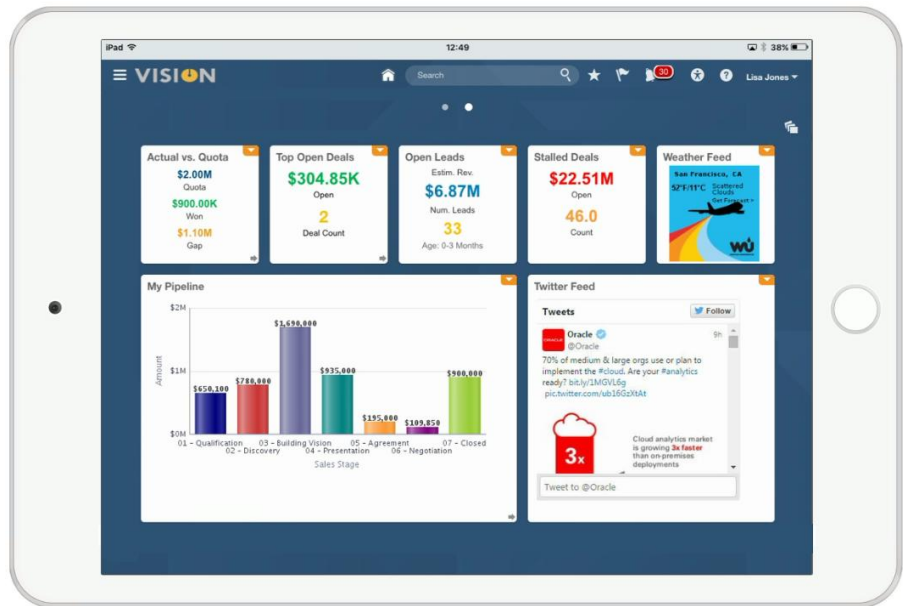 iPad
12:49
38%
VISION
Search
30
Lisa Jones
Actual vs. Quota
$2.00M
Quota
$900.00K
Won
$1.10M
Gap
Top Open Deals
$304.85K
Open
2
Deal Count
Open Leads
Estim. Rev.
$6.87M
Num. Leads
33
Age: 0-3 Months
Stalled Deals
$22.51M
Open
46.0
Count
Weather Feed
San Francisco, CA
52°F/11°C Scattered
Clouds
Get Forecast >
wu
My Pipeline
$2M
$1M
$0M
Amount
$650,100
$780,000
$1,690,000
$935,000
$195,000
$109,850
$900,000
01 - Qualification
02 - Discovery
03 - Building Vision
04 - Presentation
05 - Agreement
06 - Negotiation
07 - Closed
Sales Stage
Twitter Feed
Tweets
Follow
Oracle
9h
@Oracle
70% of medium & large orgs use or plan to
implement the #cloud. Are your #analytics
ready? bit.ly/1MGVL6g
pic.twitter.com/ub16GzXtAt
3x
Cloud analytics market
is growing 3x faster
than on-premises
deployments
Tweet to @Oracle